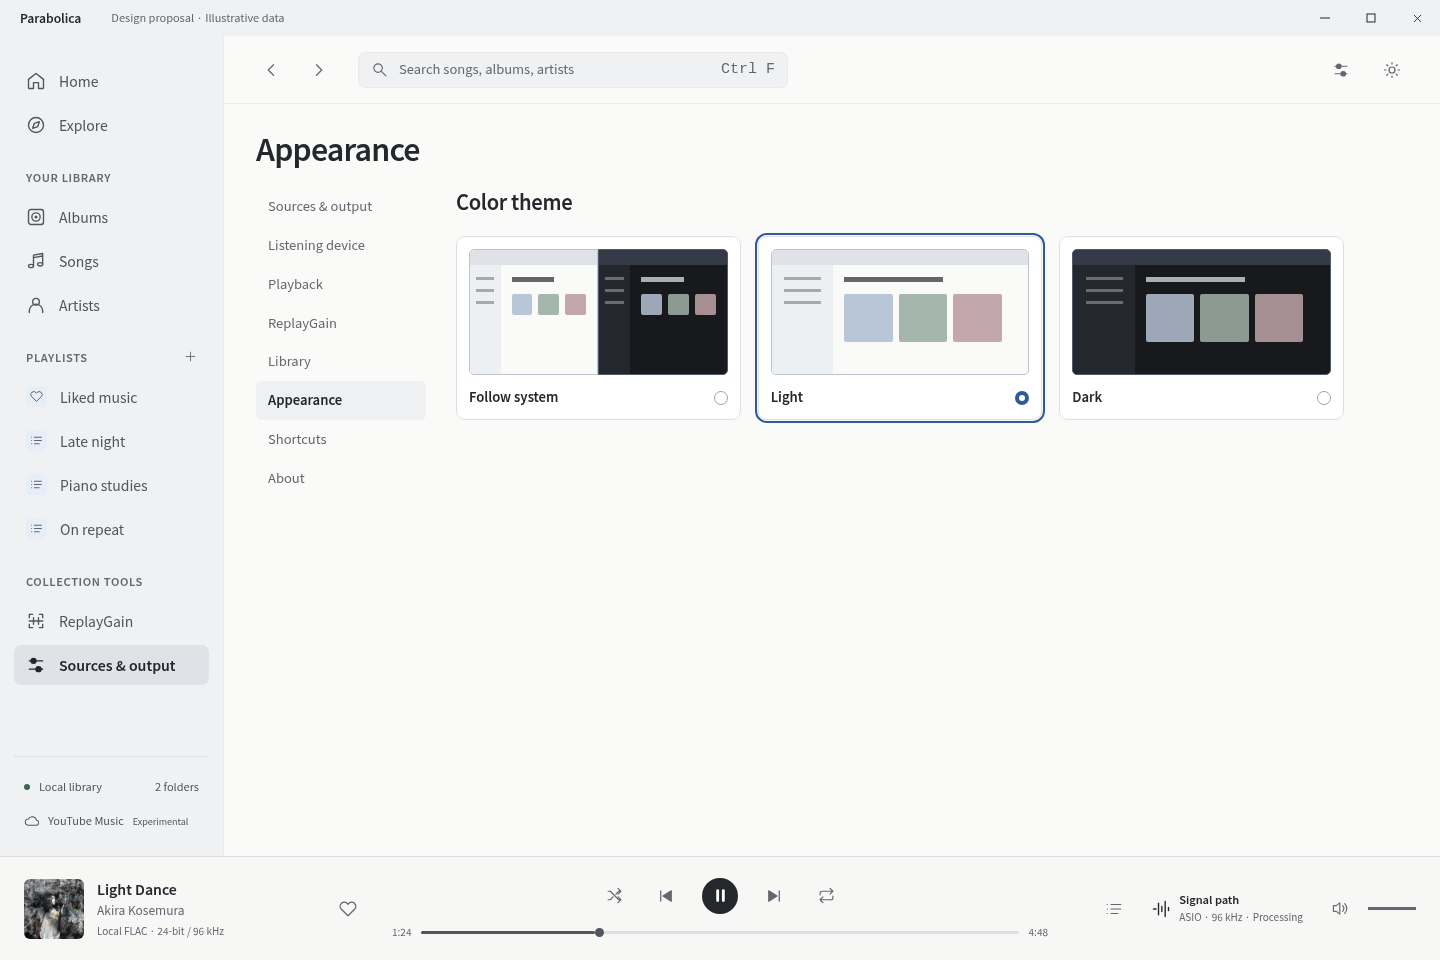 Parabolica
Design proposal · Illustrative data
Home
Explore
YOUR LIBRARY
Albums
Songs
Artists
PLAYLISTS
Liked music
Late night
Piano studies
On repeat
COLLECTION TOOLS
ReplayGain
Sources & output
Local library 2 folders
YouTube Music Experimental
Search songs, albums, artists Ctrl F
Appearance
Sources & output
Listening device
Playback
ReplayGain
Library
Appearance
Shortcuts
About
Color theme
Follow system
Light
Dark
Light Dance
Akira Kosemura
Local FLAC · 24-bit / 96 kHz
1:24
4:48
Signal path
ASIO · 96 kHz · Processing